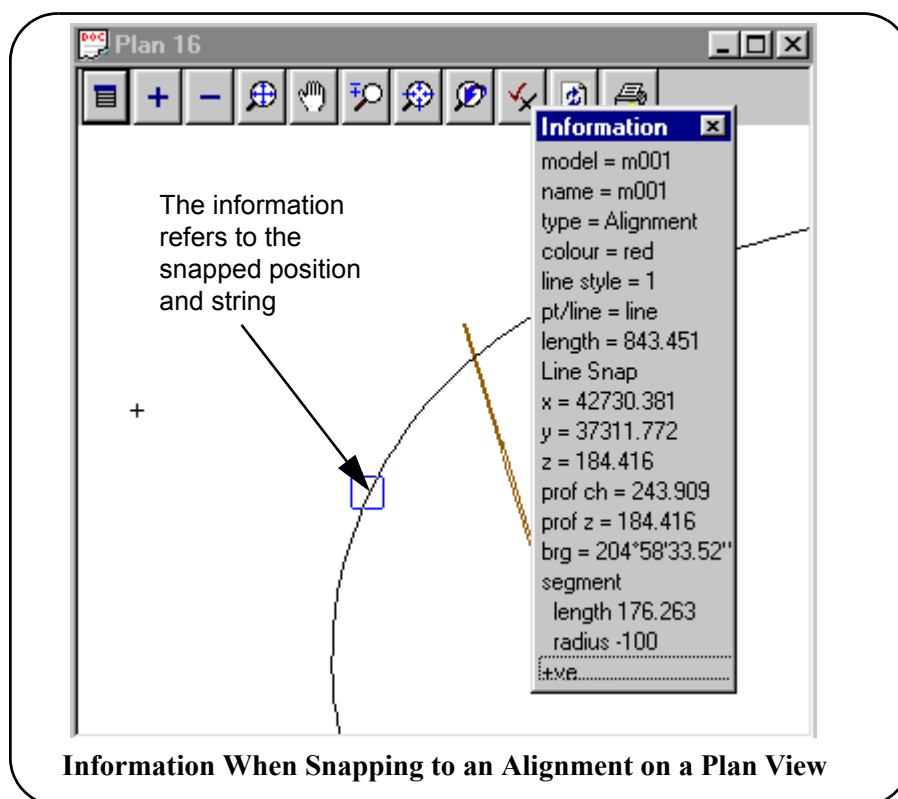 Plan 16
Information
model = m001
name = m001
type = Alignment
colour = red
line style = 1
pt/line = line
length = 843.451
Line Snap
x = 42730.381
y = 37311.772
z = 184.416
prof ch = 243.909
prof z = 184.416
brg = 204°58'33.52"
segment
length 176.263
radius -100
+ve
The information
refers to the
snapped position
and string
Information When Snapping to an Alignment on a Plan View